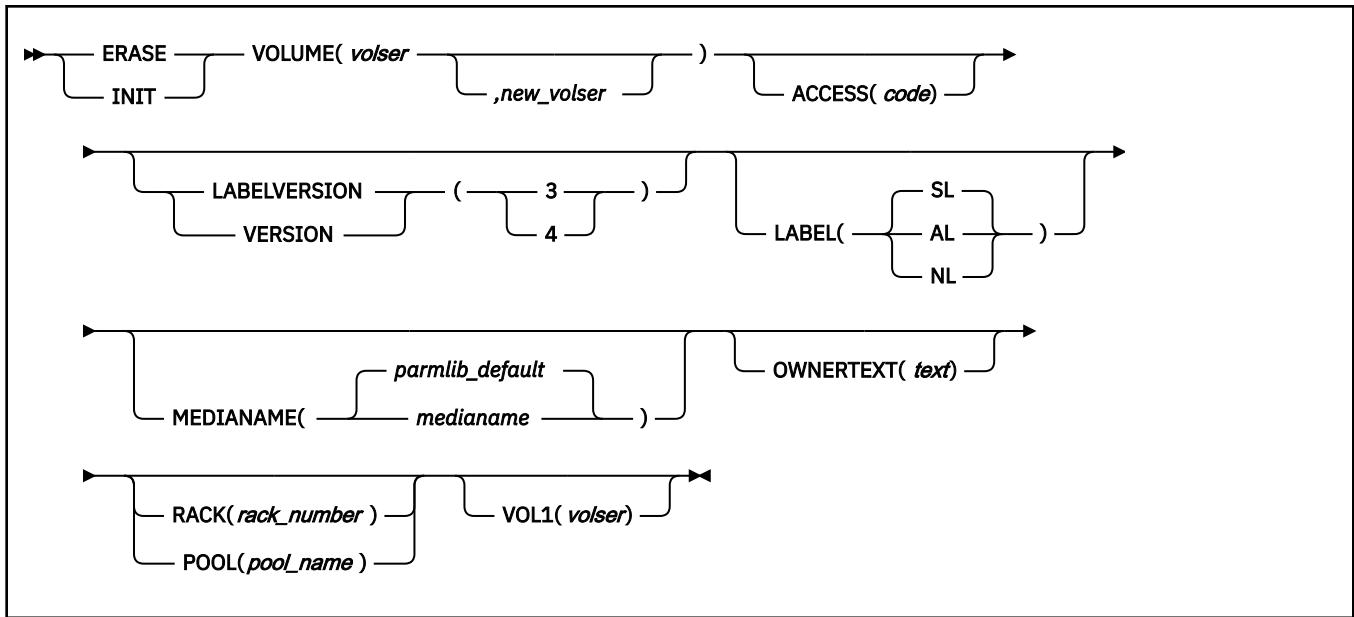 ERASE VOLUME( volser )
,new_volser ACCESS( code)
INIT
LABELVERSION ( 3 ) SL
VERSION 4 LABEL( AL )
NL
parmlib_default OWNERTEXT( text)
MEDIANAME( medianame )
RACK( rack_number ) VOL1( volser)
POOL( pool_name )